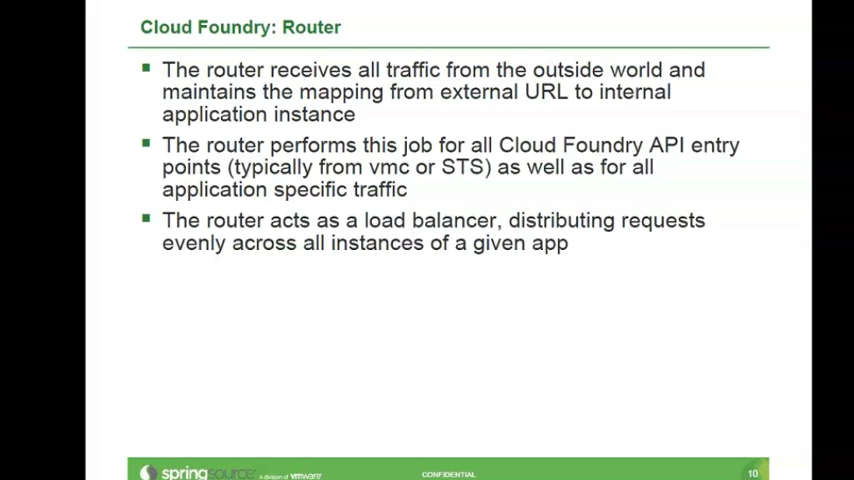 Cloud Foundry: Router
The router receives all traffic from the outside world and
maintains the mapping from external URL to internal
application instance
The router performs this job for all Cloud Foundry API entry
points (typically from vmc or STS) as well as for all
application specific traffic
The router acts as a load balancer, distributing requests
evenly across all instances of a given app
springsource A division of vmware CONFIDENTIAL 10